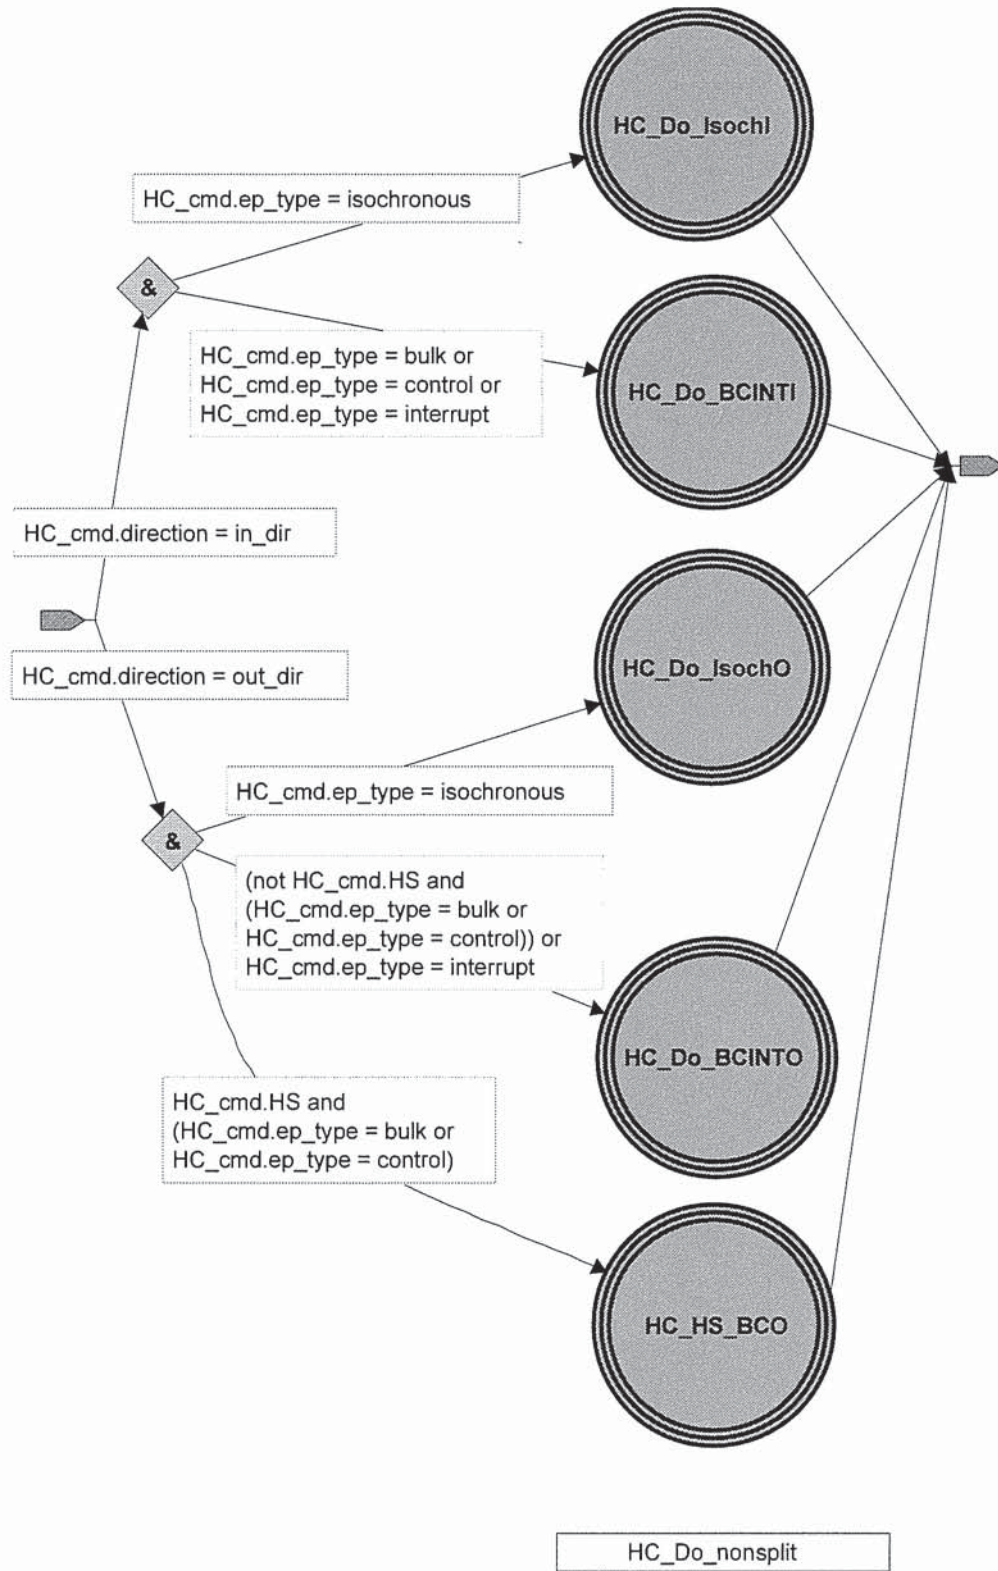 HC_Do_IsochI
HC_cmd.ep_type = isochronous
&
HC_cmd.ep_type = bulk or
HC_cmd.ep_type = control or
HC_cmd.ep_type = interrupt
HC_Do_BCINTI
HC_cmd.direction = in_dir
HC_cmd.direction = out_dir
HC_Do_IsochO
HC_cmd.ep_type = isochronous
&
(not HC_cmd.HS and
(HC_cmd.ep_type = bulk or
HC_cmd.ep_type = control)) or
HC_cmd.ep_type = interrupt
HC_Do_BCINTO
HC_cmd.HS and
(HC_cmd.ep_type = bulk or
HC_cmd.ep_type = control)
HC_HS_BCO
HC_Do_nonsplit